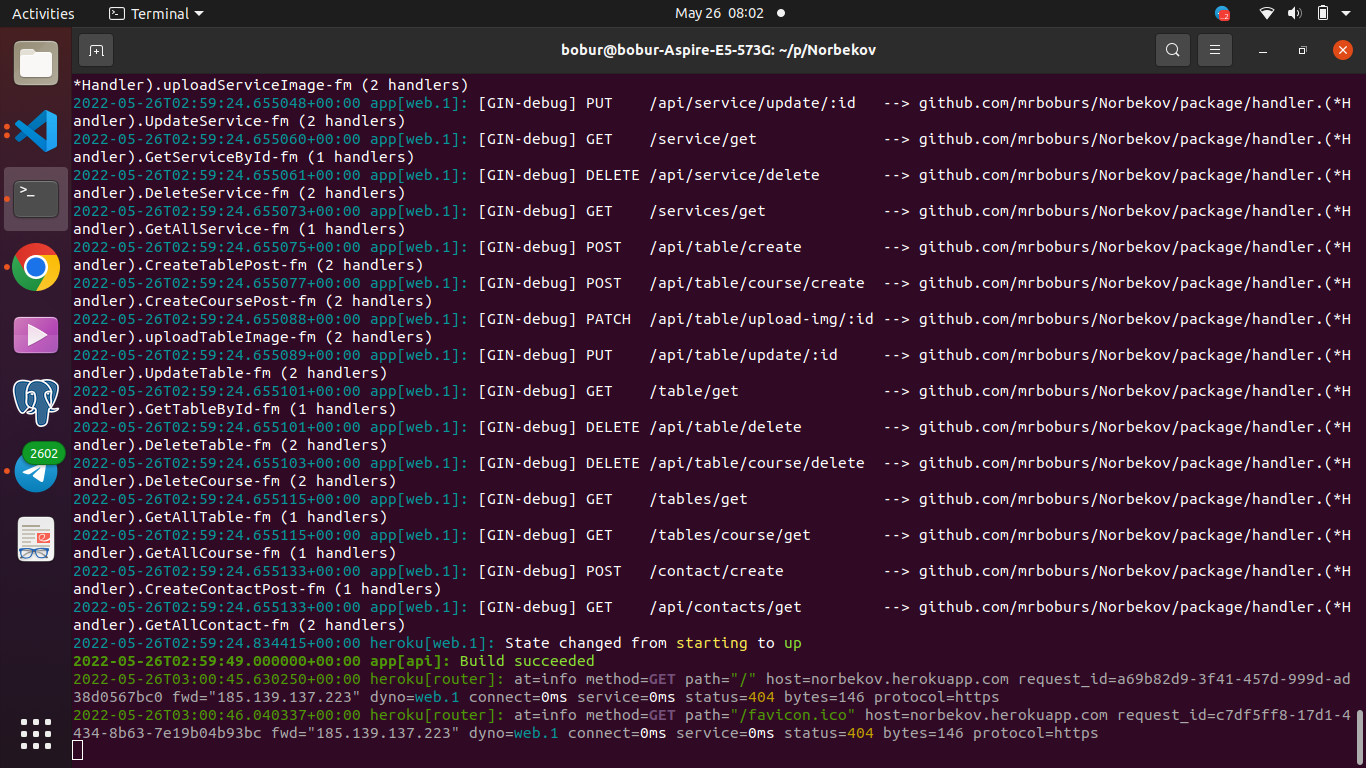 Activities
Terminal
May 26 08:02
2
bobur@bobur-Aspire-E5-573G: ~/p/Norbekov
*Handler).uploadServiceImage-fm (2 handlers)
2022-05-26T02:59:24.655048+00:00 app[web.1]: [GIN-debug] PUT    /api/service/update/:id   --> github.com/mrboburs/Norbekov/package/handler.(*H
andler).UpdateService-fm (2 handlers)
2022-05-26T02:59:24.655060+00:00 app[web.1]: [GIN-debug] GET    /service/get              --> github.com/mrboburs/Norbekov/package/handler.(*H
andler).GetServiceById-fm (1 handlers)
2022-05-26T02:59:24.655061+00:00 app[web.1]: [GIN-debug] DELETE /api/service/delete       --> github.com/mrboburs/Norbekov/package/handler.(*H
andler).DeleteService-fm (2 handlers)
2022-05-26T02:59:24.655073+00:00 app[web.1]: [GIN-debug] GET    /services/get             --> github.com/mrboburs/Norbekov/package/handler.(*H
andler).GetAllService-fm (1 handlers)
2022-05-26T02:59:24.655075+00:00 app[web.1]: [GIN-debug] POST   /api/table/create         --> github.com/mrboburs/Norbekov/package/handler.(*H
andler).CreateTablePost-fm (2 handlers)
2022-05-26T02:59:24.655077+00:00 app[web.1]: [GIN-debug] POST   /api/table/course/create  --> github.com/mrboburs/Norbekov/package/handler.(*H
andler).CreateCoursePost-fm (2 handlers)
2022-05-26T02:59:24.655088+00:00 app[web.1]: [GIN-debug] PATCH  /api/table/upload-img/:id --> github.com/mrboburs/Norbekov/package/handler.(*H
andler).uploadTableImage-fm (2 handlers)
2022-05-26T02:59:24.655089+00:00 app[web.1]: [GIN-debug] PUT    /api/table/update/:id     --> github.com/mrboburs/Norbekov/package/handler.(*H
andler).UpdateTable-fm (2 handlers)
2022-05-26T02:59:24.655101+00:00 app[web.1]: [GIN-debug] GET    /table/get                --> github.com/mrboburs/Norbekov/package/handler.(*H
andler).GetTableById-fm (1 handlers)
2022-05-26T02:59:24.655101+00:00 app[web.1]: [GIN-debug] DELETE /api/table/delete         --> github.com/mrboburs/Norbekov/package/handler.(*H
andler).DeleteTable-fm (2 handlers)
2022-05-26T02:59:24.655103+00:00 app[web.1]: [GIN-debug] DELETE /api/table/course/delete  --> github.com/mrboburs/Norbekov/package/handler.(*H
andler).DeleteCourse-fm (2 handlers)
2022-05-26T02:59:24.655115+00:00 app[web.1]: [GIN-debug] GET    /tables/get               --> github.com/mrboburs/Norbekov/package/handler.(*H
andler).GetAllTable-fm (1 handlers)
2022-05-26T02:59:24.655115+00:00 app[web.1]: [GIN-debug] GET    /tables/course/get        --> github.com/mrboburs/Norbekov/package/handler.(*H
andler).GetAllCourse-fm (1 handlers)
2022-05-26T02:59:24.655133+00:00 app[web.1]: [GIN-debug] POST   /contact/create           --> github.com/mrboburs/Norbekov/package/handler.(*H
andler).CreateContactPost-fm (1 handlers)
2022-05-26T02:59:24.655133+00:00 app[web.1]: [GIN-debug] GET    /api/contacts/get         --> github.com/mrboburs/Norbekov/package/handler.(*H
andler).GetAllContact-fm (2 handlers)
2022-05-26T02:59:24.834415+00:00 heroku[web.1]: State changed from starting to up
2022-05-26T02:59:49.000000+00:00 app[api]: Build succeeded
2022-05-26T03:00:45.630250+00:00 heroku[router]: at=info method=GET path="/" host=norbekov.herokuapp.com request_id=a69b82d9-3f41-457d-999d-ad
38d0567bc0 fwd="185.139.137.223" dyno=web.1 connect=0ms service=0ms status=404 bytes=146 protocol=https
2022-05-26T03:00:46.040337+00:00 heroku[router]: at=info method=GET path="/favicon.ico" host=norbekov.herokuapp.com request_id=c7df5ff8-17d1-4
434-8b63-7e19b04b93bc fwd="185.139.137.223" dyno=web.1 connect=0ms service=0ms status=404 bytes=146 protocol=https
2602